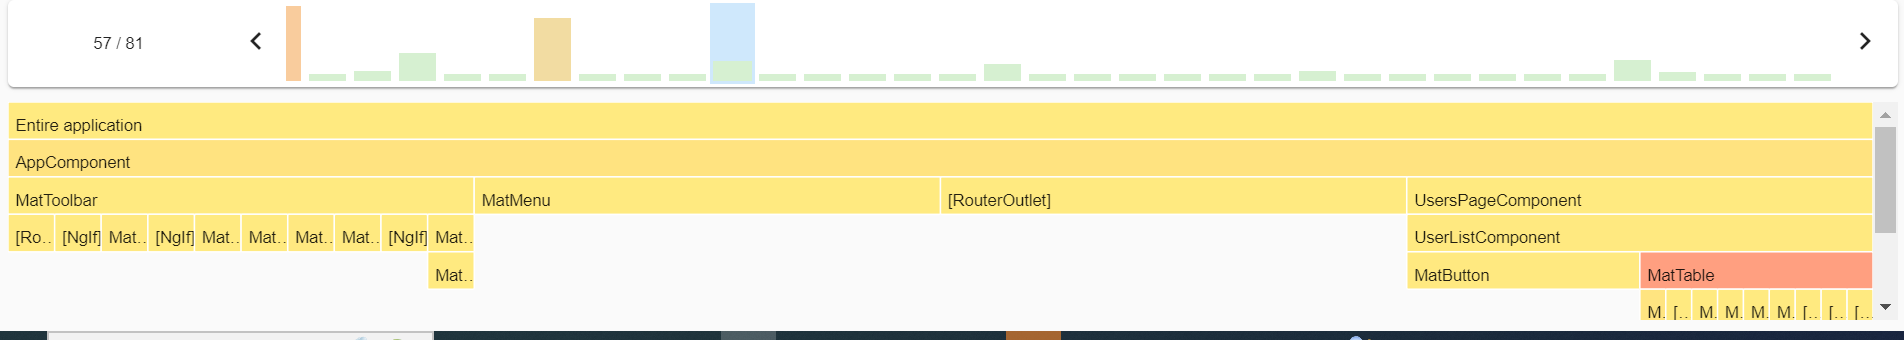 57 / 81
Entire application
AppComponent
MatToolbar MatMenu [RouterOutlet] UsersPageComponent
[Ro... [NgIf] Mat... [NgIf] Mat... Mat... Mat... Mat... [NgIf] Mat... UserListComponent
Mat... MatButton MatTable
M... [... M... M... M... M... [... [... [...